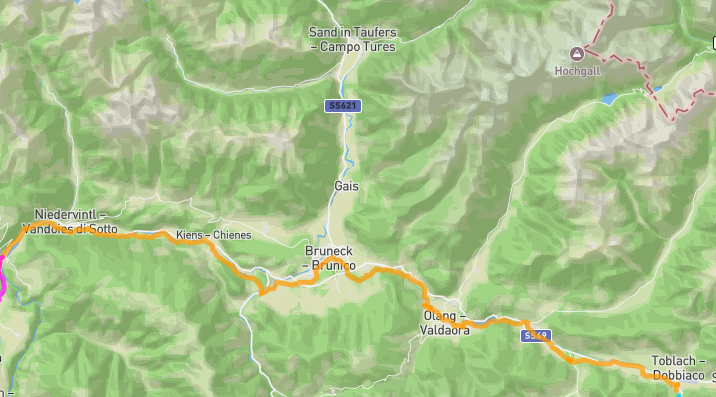 Sand in Taufers
– Campo Tures
Hochgall
SS621
Gais
Niedervintl –
Vandoies di Sotto
Kiens – Chienes
Bruneck
– Brunico
Olang –
Valdaora
SS49
Toblach –
Dobbiaco